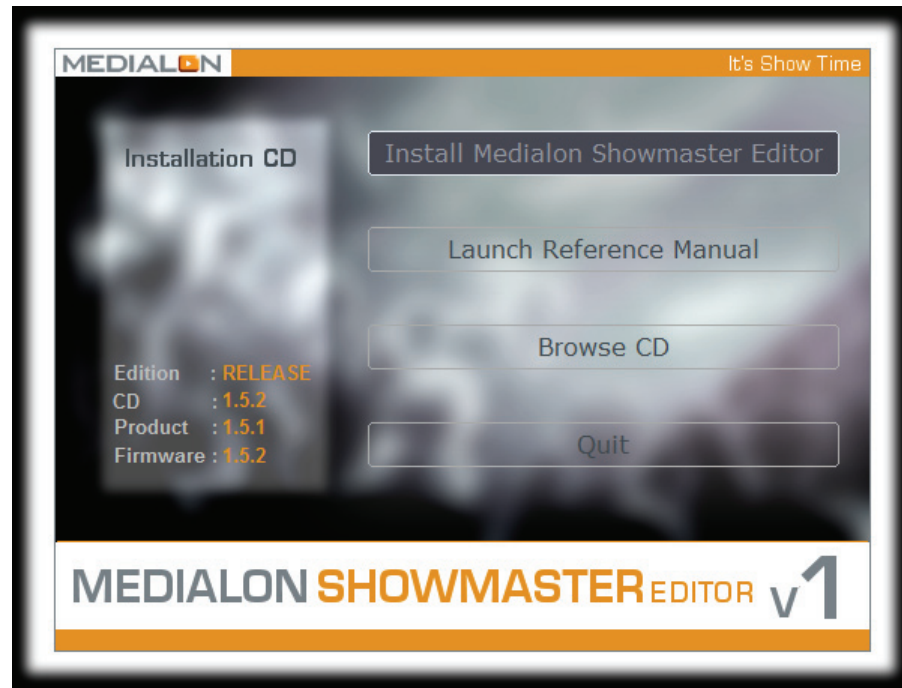 MEDIALON
It's Show Time
Installation CD
Install Medialon Showmaster Editor
Launch Reference Manual
Browse CD
Quit
Edition : RELEASE
CD : 1.5.2
Product : 1.5.1
Firmware : 1.5.2
MEDIALON SHOWMASTER EDITOR V1